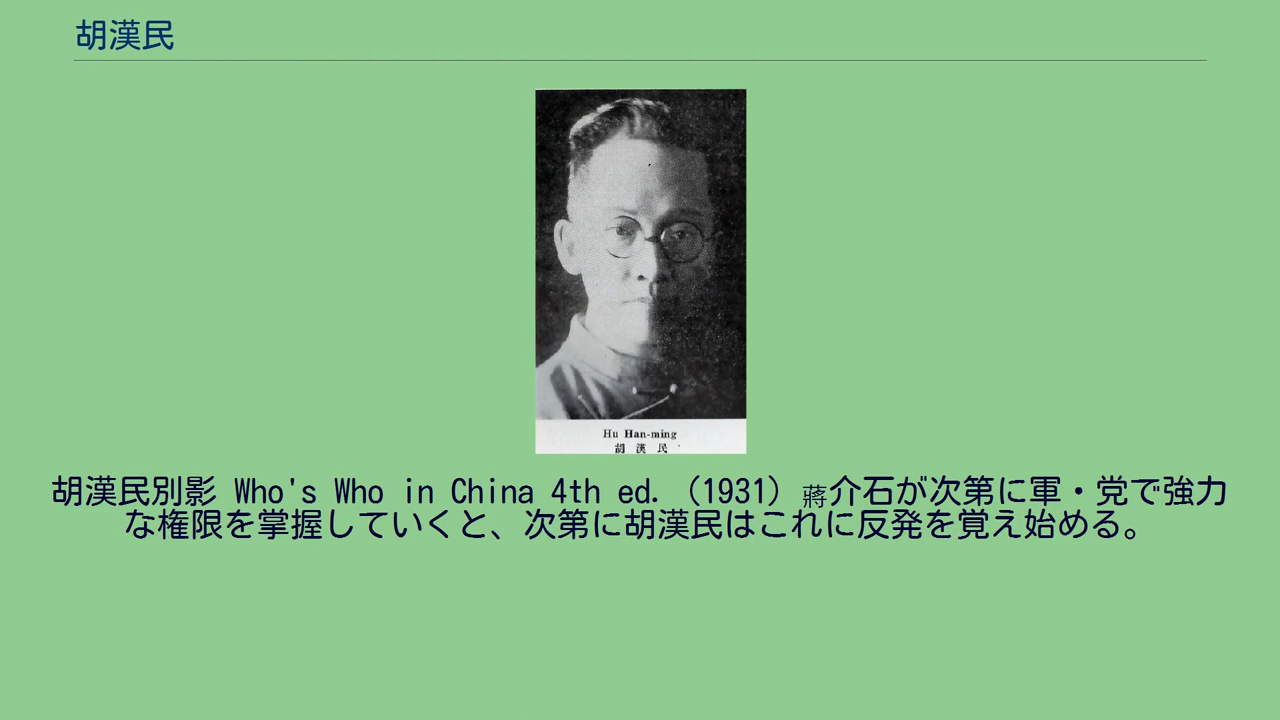 胡漢民
Hu Han-ming
胡 漢 民
胡漢民別影 Who's Who in China 4th ed. (1931) 蔣介石が次第に軍・党で強力
な権限を掌握していくと、次第に胡漢民はこれに反発を覚え始める。